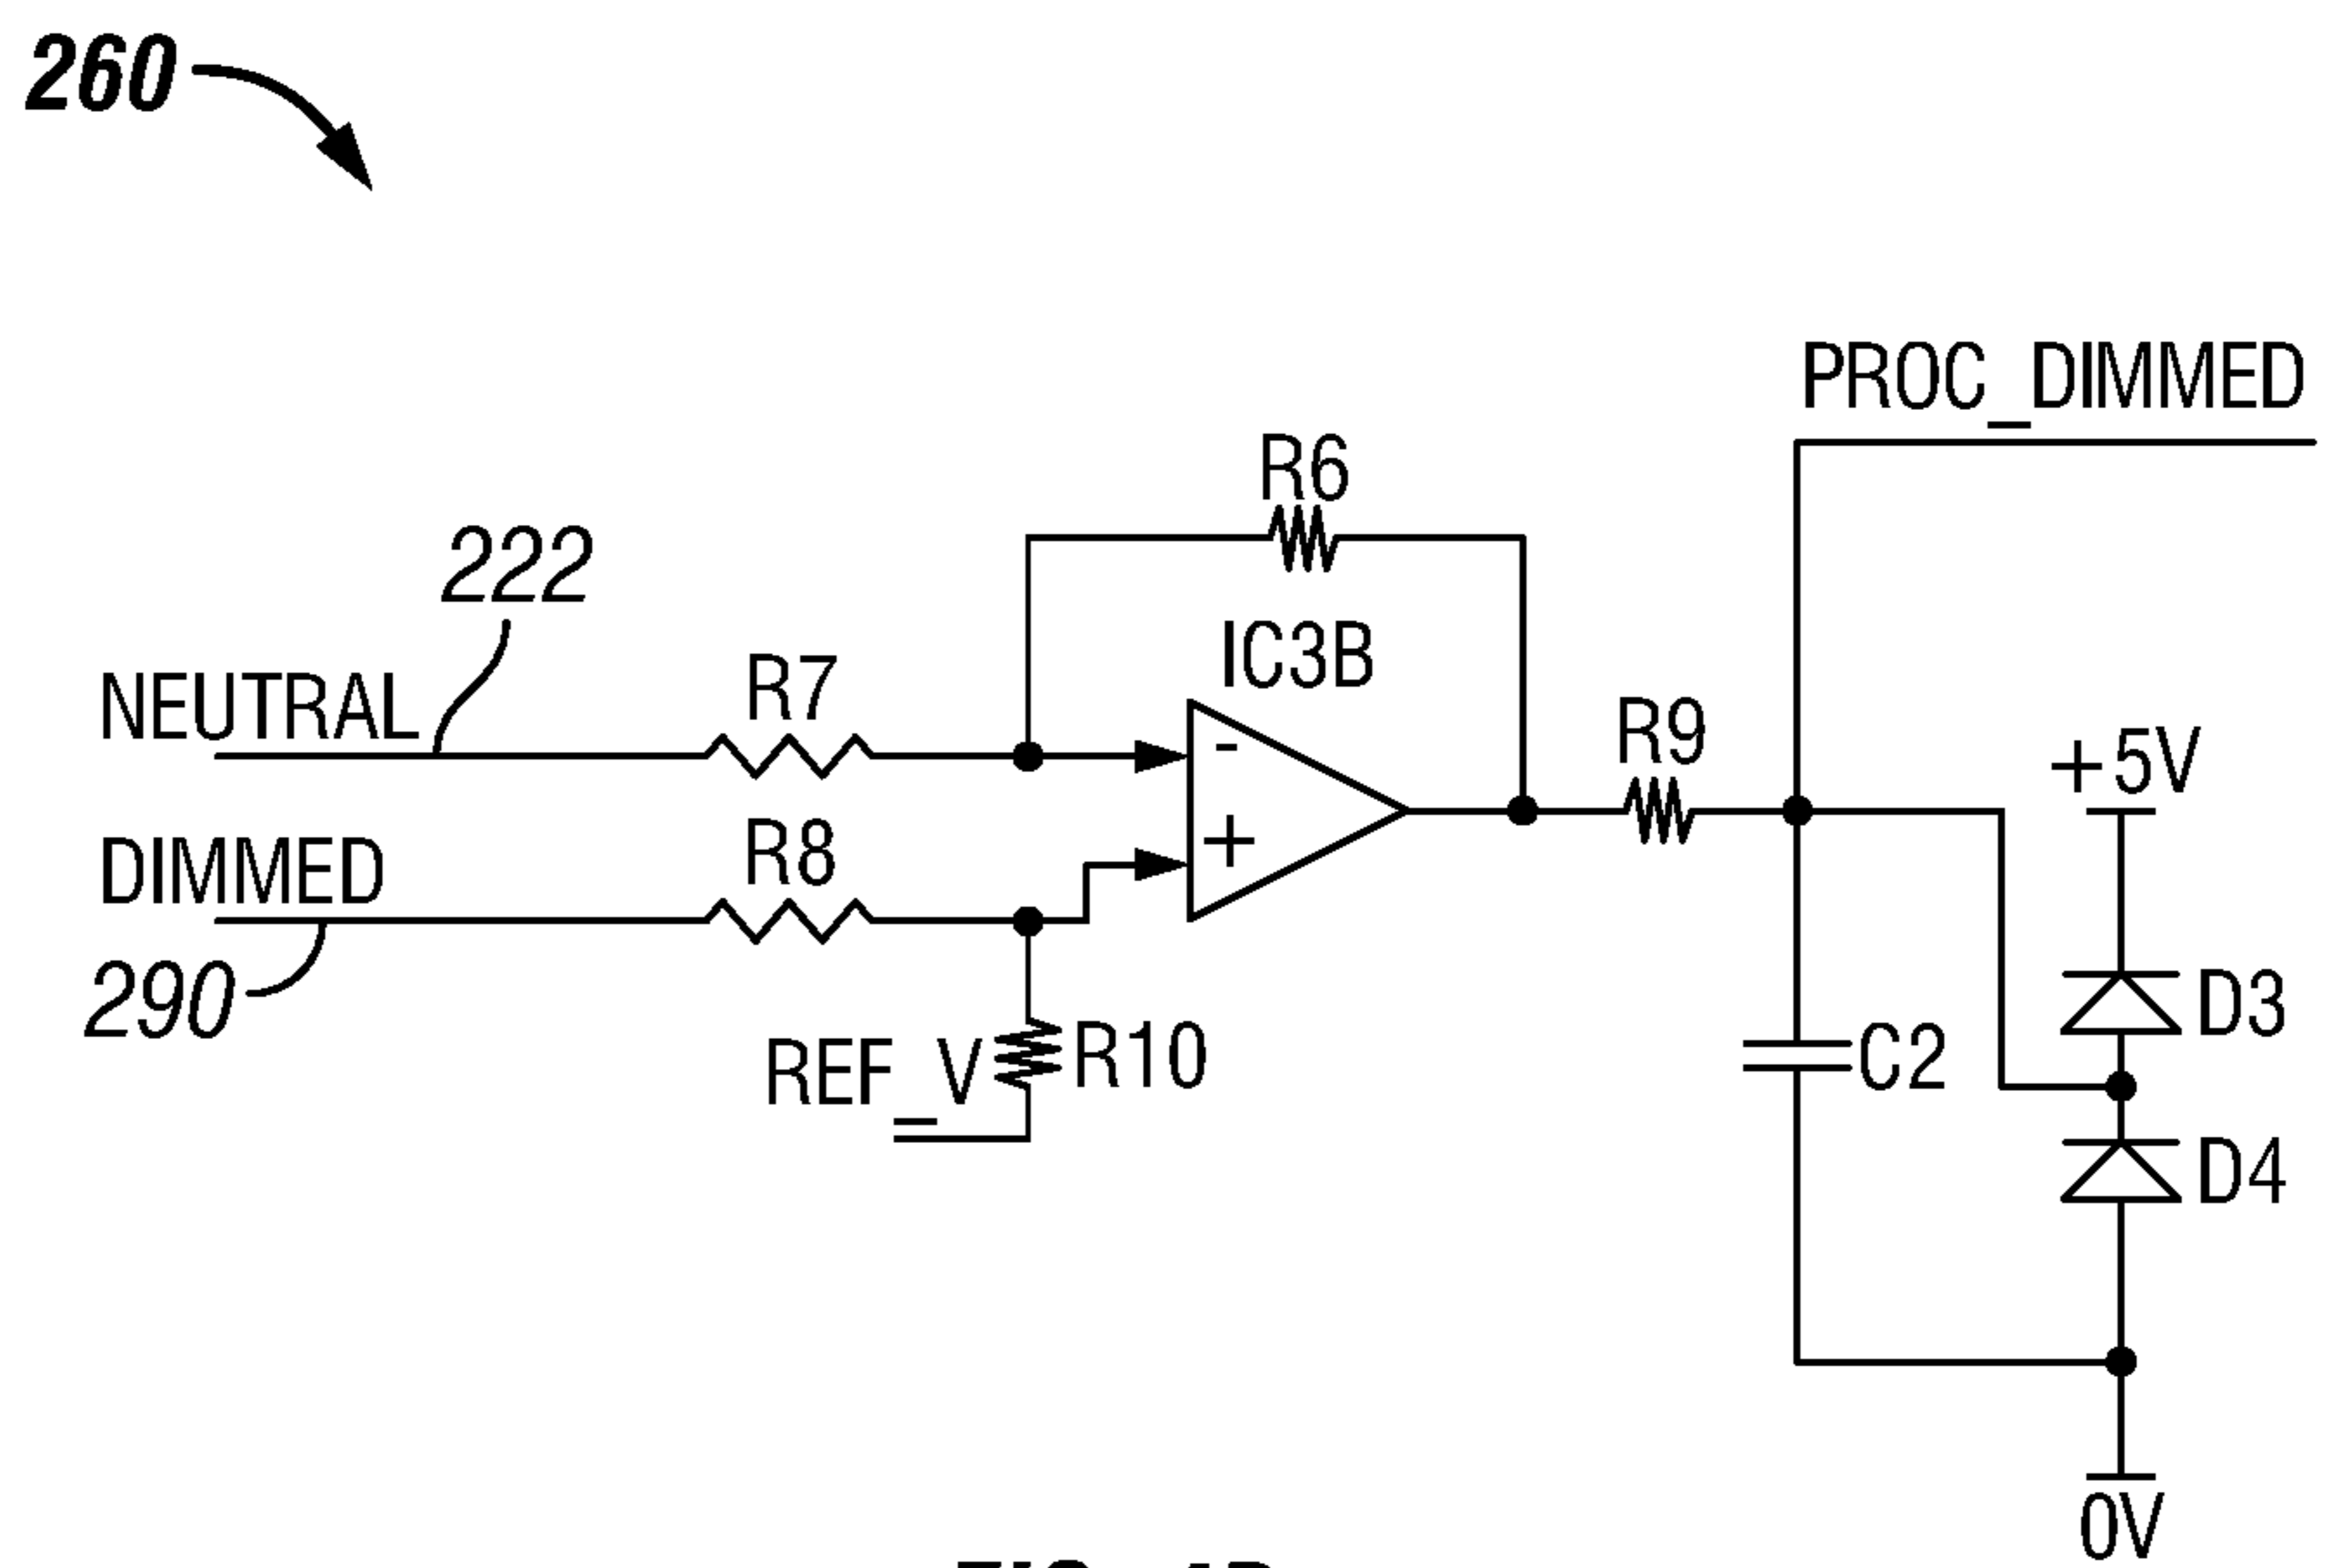 260
PROC_DIMMED
R6
222
IC3B
NEUTRAL
R7
-
R9
+5V
DIMMED
R8
+
290
REF_V
R10
C2
D3
D4
0V